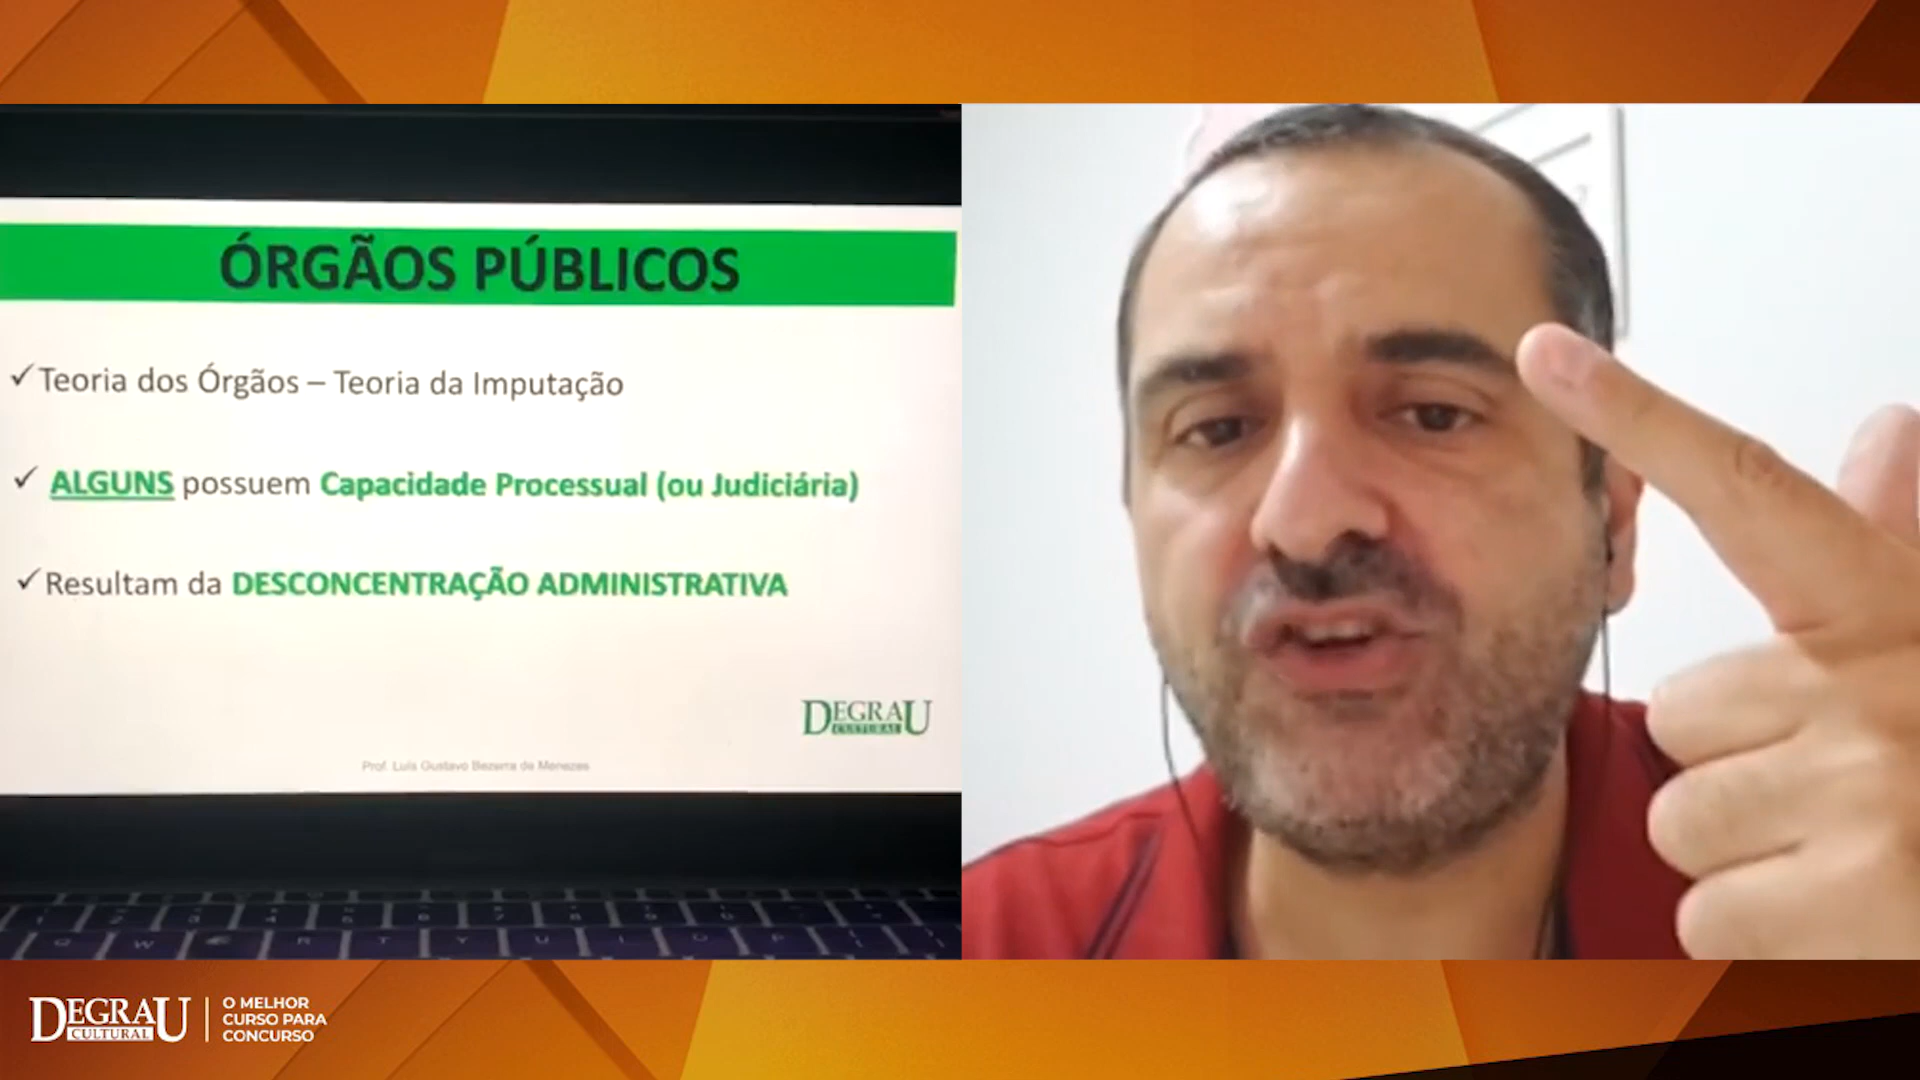 ÓRGÃOS PÚBLICOS
✓Teoria dos Órgãos – Teoria da Imputação
✓ ALGUNS possuem Capacidade Processual (ou Judiciária)
✓Resultam da DESCONCENTRAÇÃO ADMINISTRATIVA
DEGRAU
CULTURAL
Prof. Luis Gustavo Bezerra de Menezes
DEGRAU
CULTURAL
O MELHOR
CURSO PARA
CONCURSO